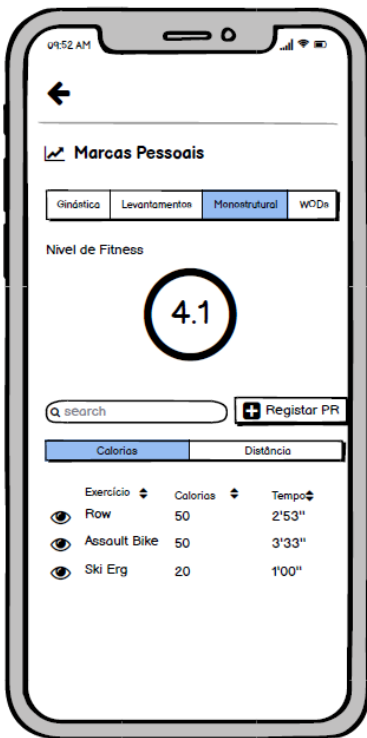 09:52 AM
Marcas Pessoais
Ginástica Levantamentos Monostrutural WODs
Nivel de Fitness
4.1
search Registar PR
Calorias Distância
Exercício Calorias Tempo
Row 50 2'53"
Assault Bike 50 3'33"
Ski Erg 20 1'00"